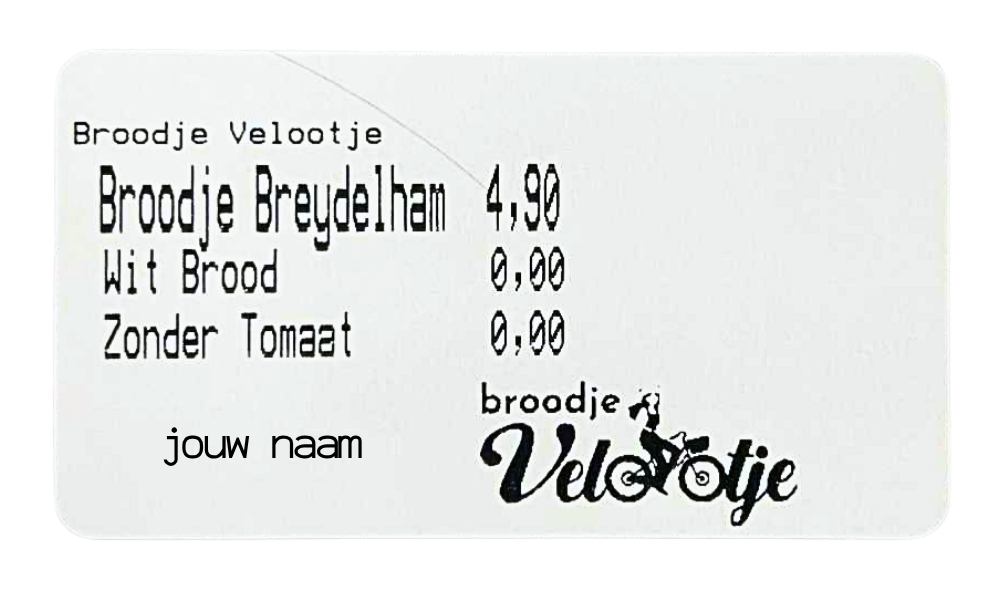 Broodje Velootje
Broodje Breydelham 4,90
Wit Brood 0,00
Zonder Tomaat 0,00
jouw naam
broodje
Velootje